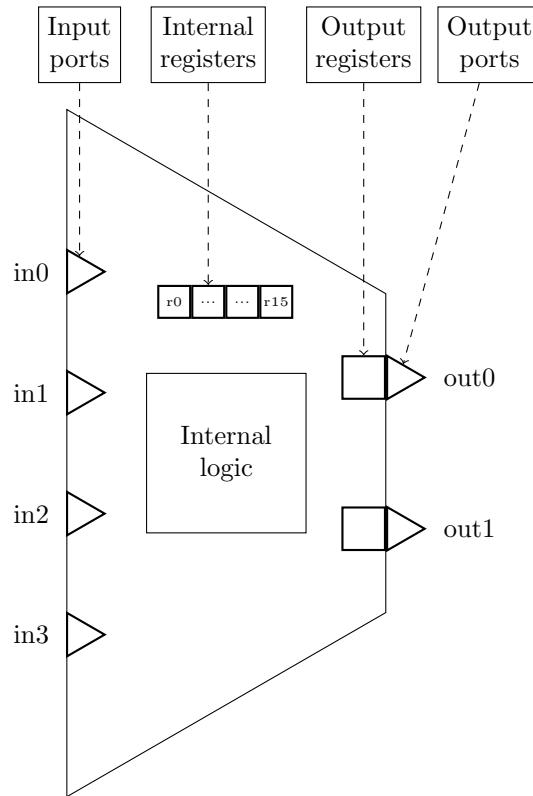 Input
ports
Internal
registers
Output
registers
Output
ports
in0
r0 ... ... r15
in1
out0
Internal
logic
in2
out1
in3